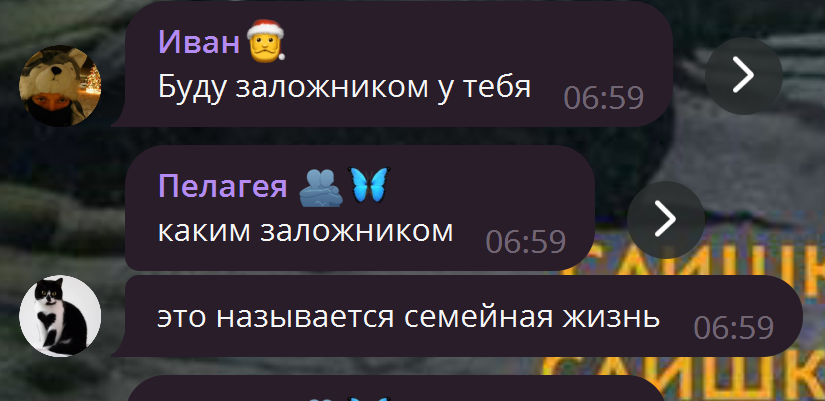 Иван🎅
Буду заложником у тебя 06:59
Пелагея 🫂🦋
каким заложником 06:59
это называется семейная жизнь 06:59